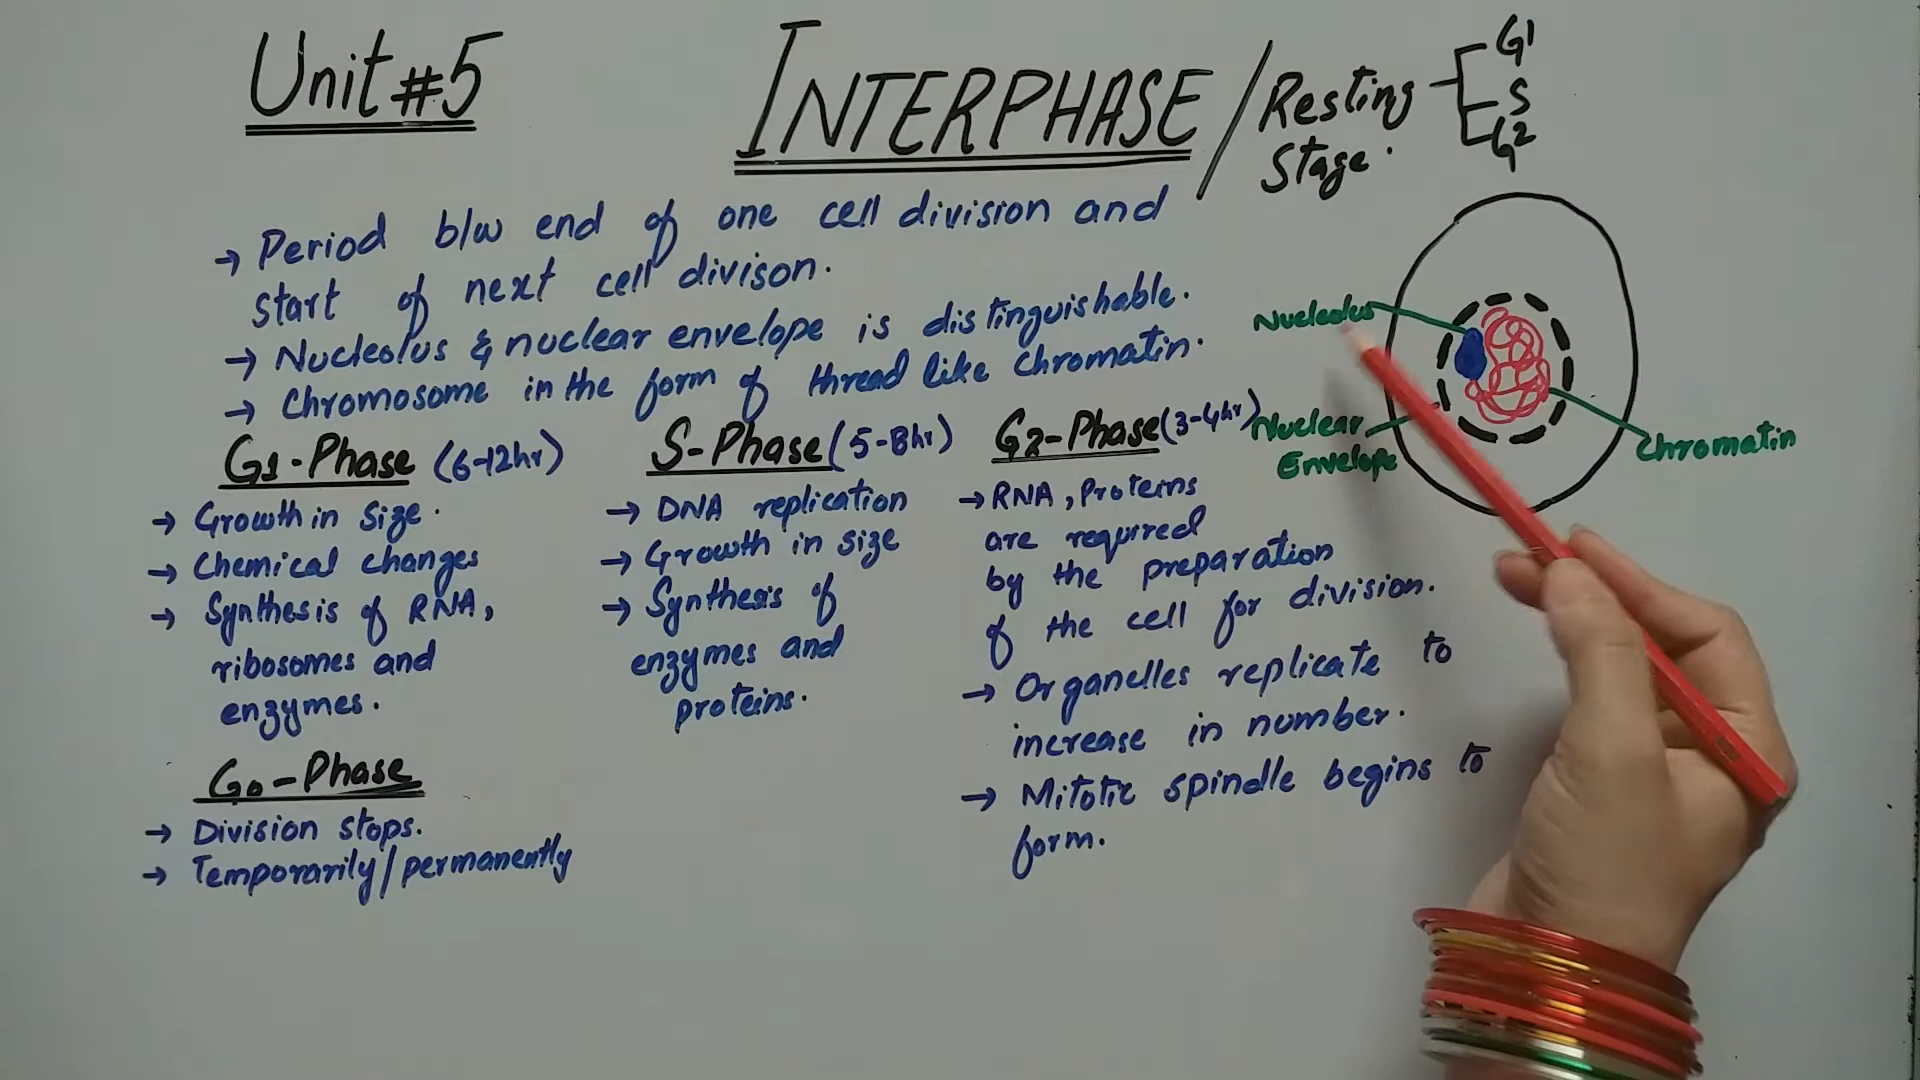 Unit #5
INTERPHASE / Resting
Stage.
G1
S
G2
→ Period b/w end of one cell division and
start of next cell divison.
→ Nucleolus & nuclear envelope is distinguishable.
→ Chromosome in the form of thread like Chromatin.
Nucleolus
Nuclear
Envelope
Chromatin
G1-Phase (6-12hr)
→ Growth in size.
→ Chemical changes
→ Synthesis of RNA,
ribosomes and
enzymes.
G0-Phase
→ Division stops.
→ Temporarily/permanently
S-Phase (5-8hr)
→ DNA replication
→ Growth in size
→ Synthesis of
enzymes and
proteins.
G2-Phase (3-4hr)
→ RNA, Proteins
are required
by the preparation
of the cell for division.
→ Organelles replicate to
increase in number.
→ Mitotic spindle begins to
form.